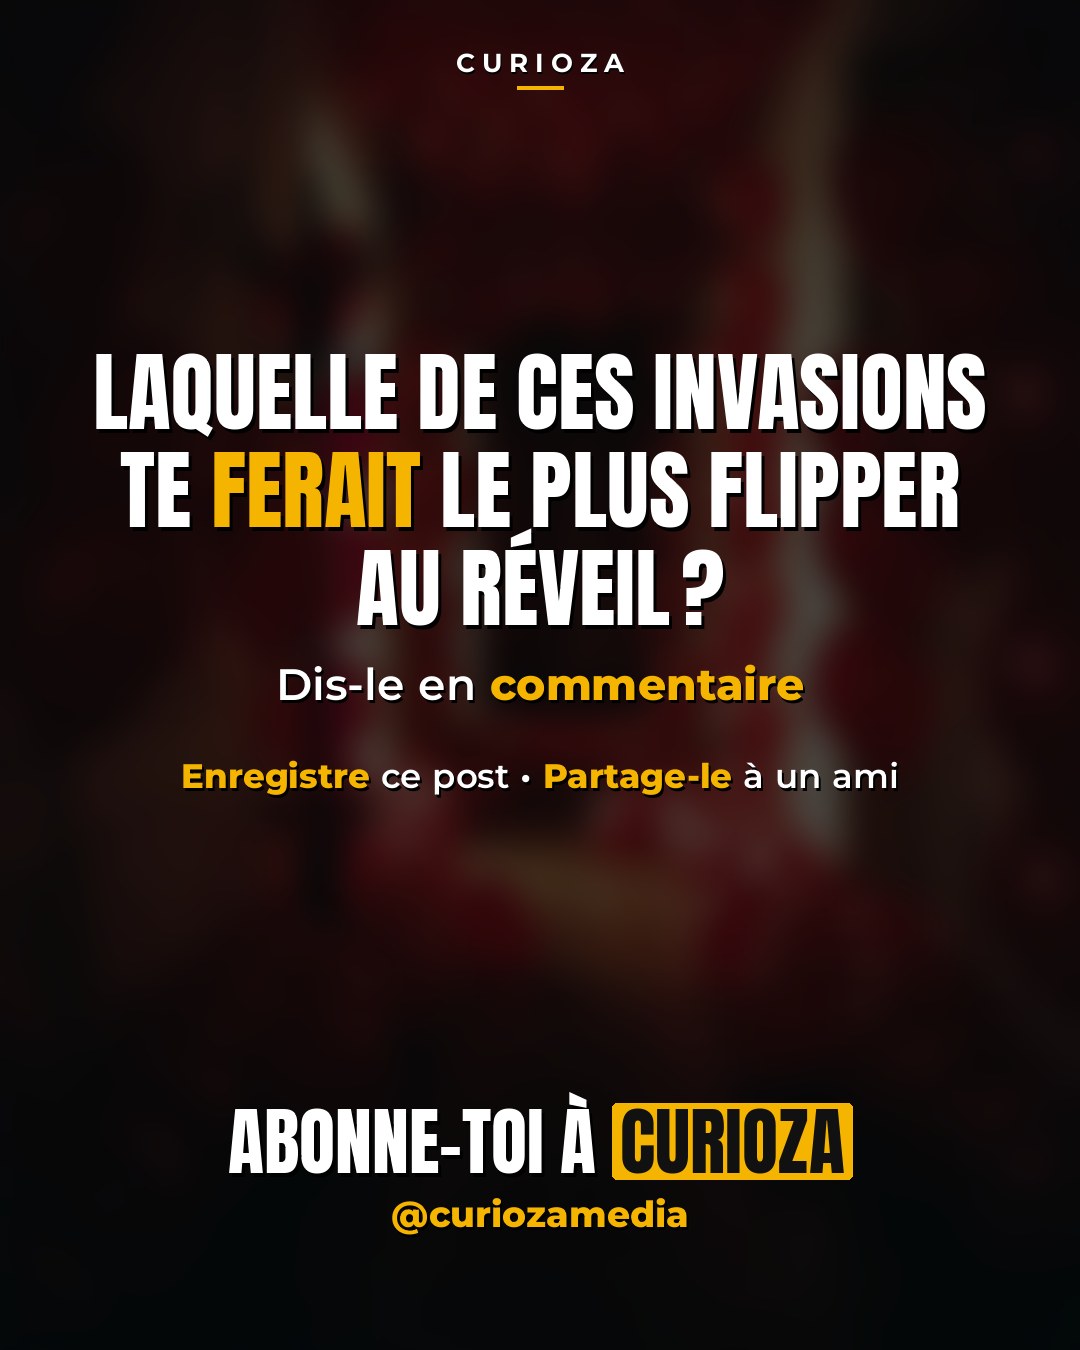 CURIOZA
LAQUELLE DE CES INVASIONS
TE FERAIT LE PLUS FLIPPER
AU RÉVEIL ?
Dis-le en commentaire
Enregistre ce post • Partage-le à un ami
ABONNE-TOI À CURIOZA
@curiozamedia